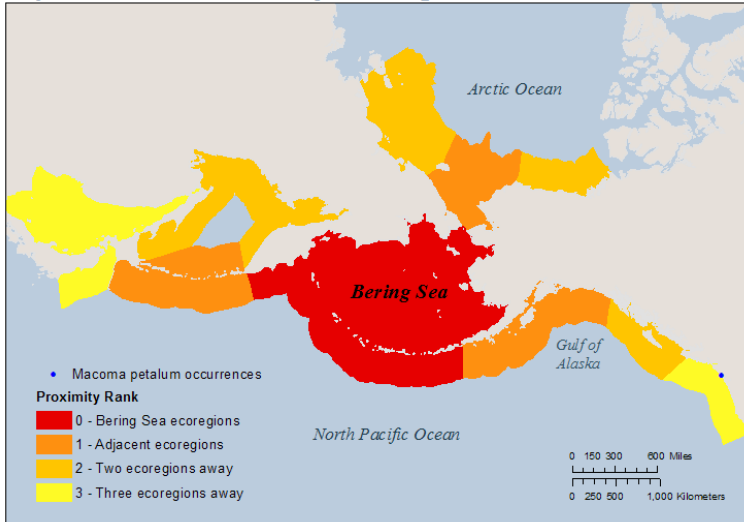 Arctic Ocean
Bering Sea
Gulf of
Alaska
Macoma petalum occurrences
Proximity Rank
0 - Bering Sea ecoregions
1 - Adjacent ecoregions
2 - Two ecoregions away
3 - Three ecoregions away
North Pacific Ocean
0 150 300 600 Miles
0 250 500 1,000 Kilometers